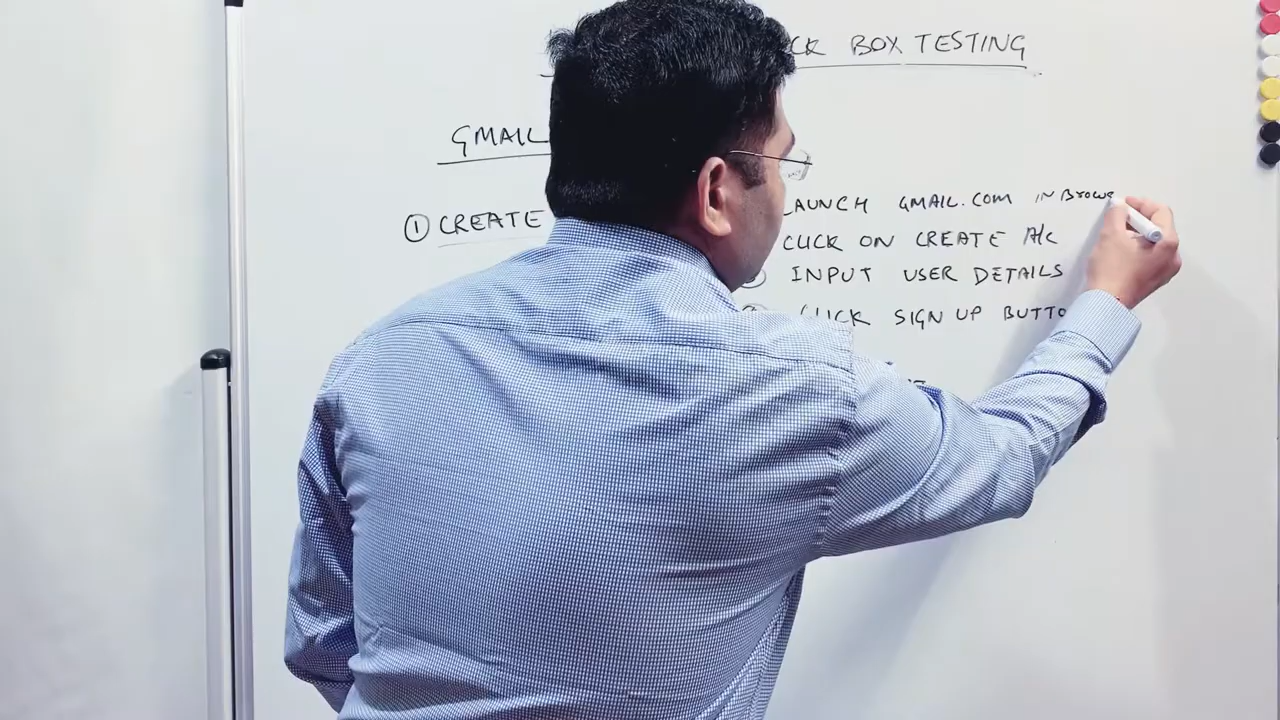 CK BOX TESTING
GMAIL
① CREATE
LAUNCH GMAIL.COM IN Browse
CLICK ON CREATE A/c
INPUT USER DETAILS
CLICK SIGN UP BUTTO